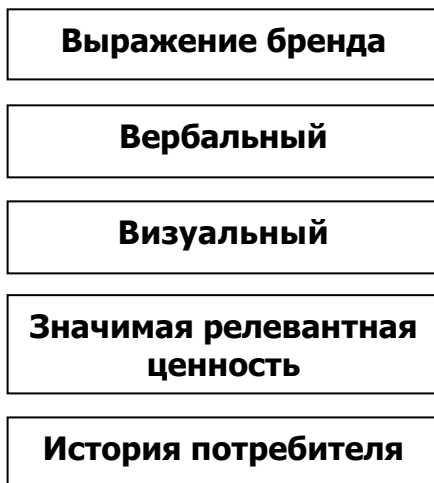 Выражение бренда
Вербальный
Визуальный
Значимая релевантная
ценность
История потребителя